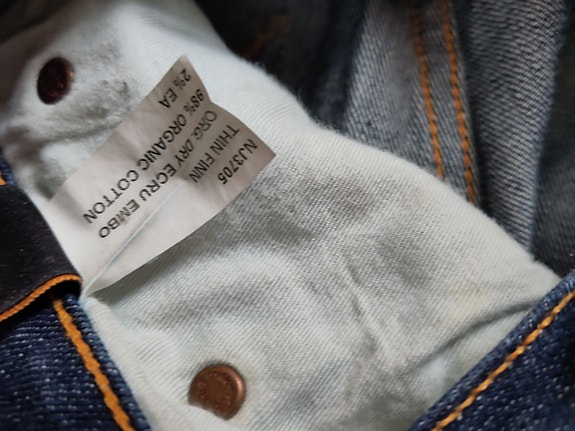 NJ3705
THIN FINN
ORG. DRY ECRU EMBO
98% ORGANIC COTTON
2% EA